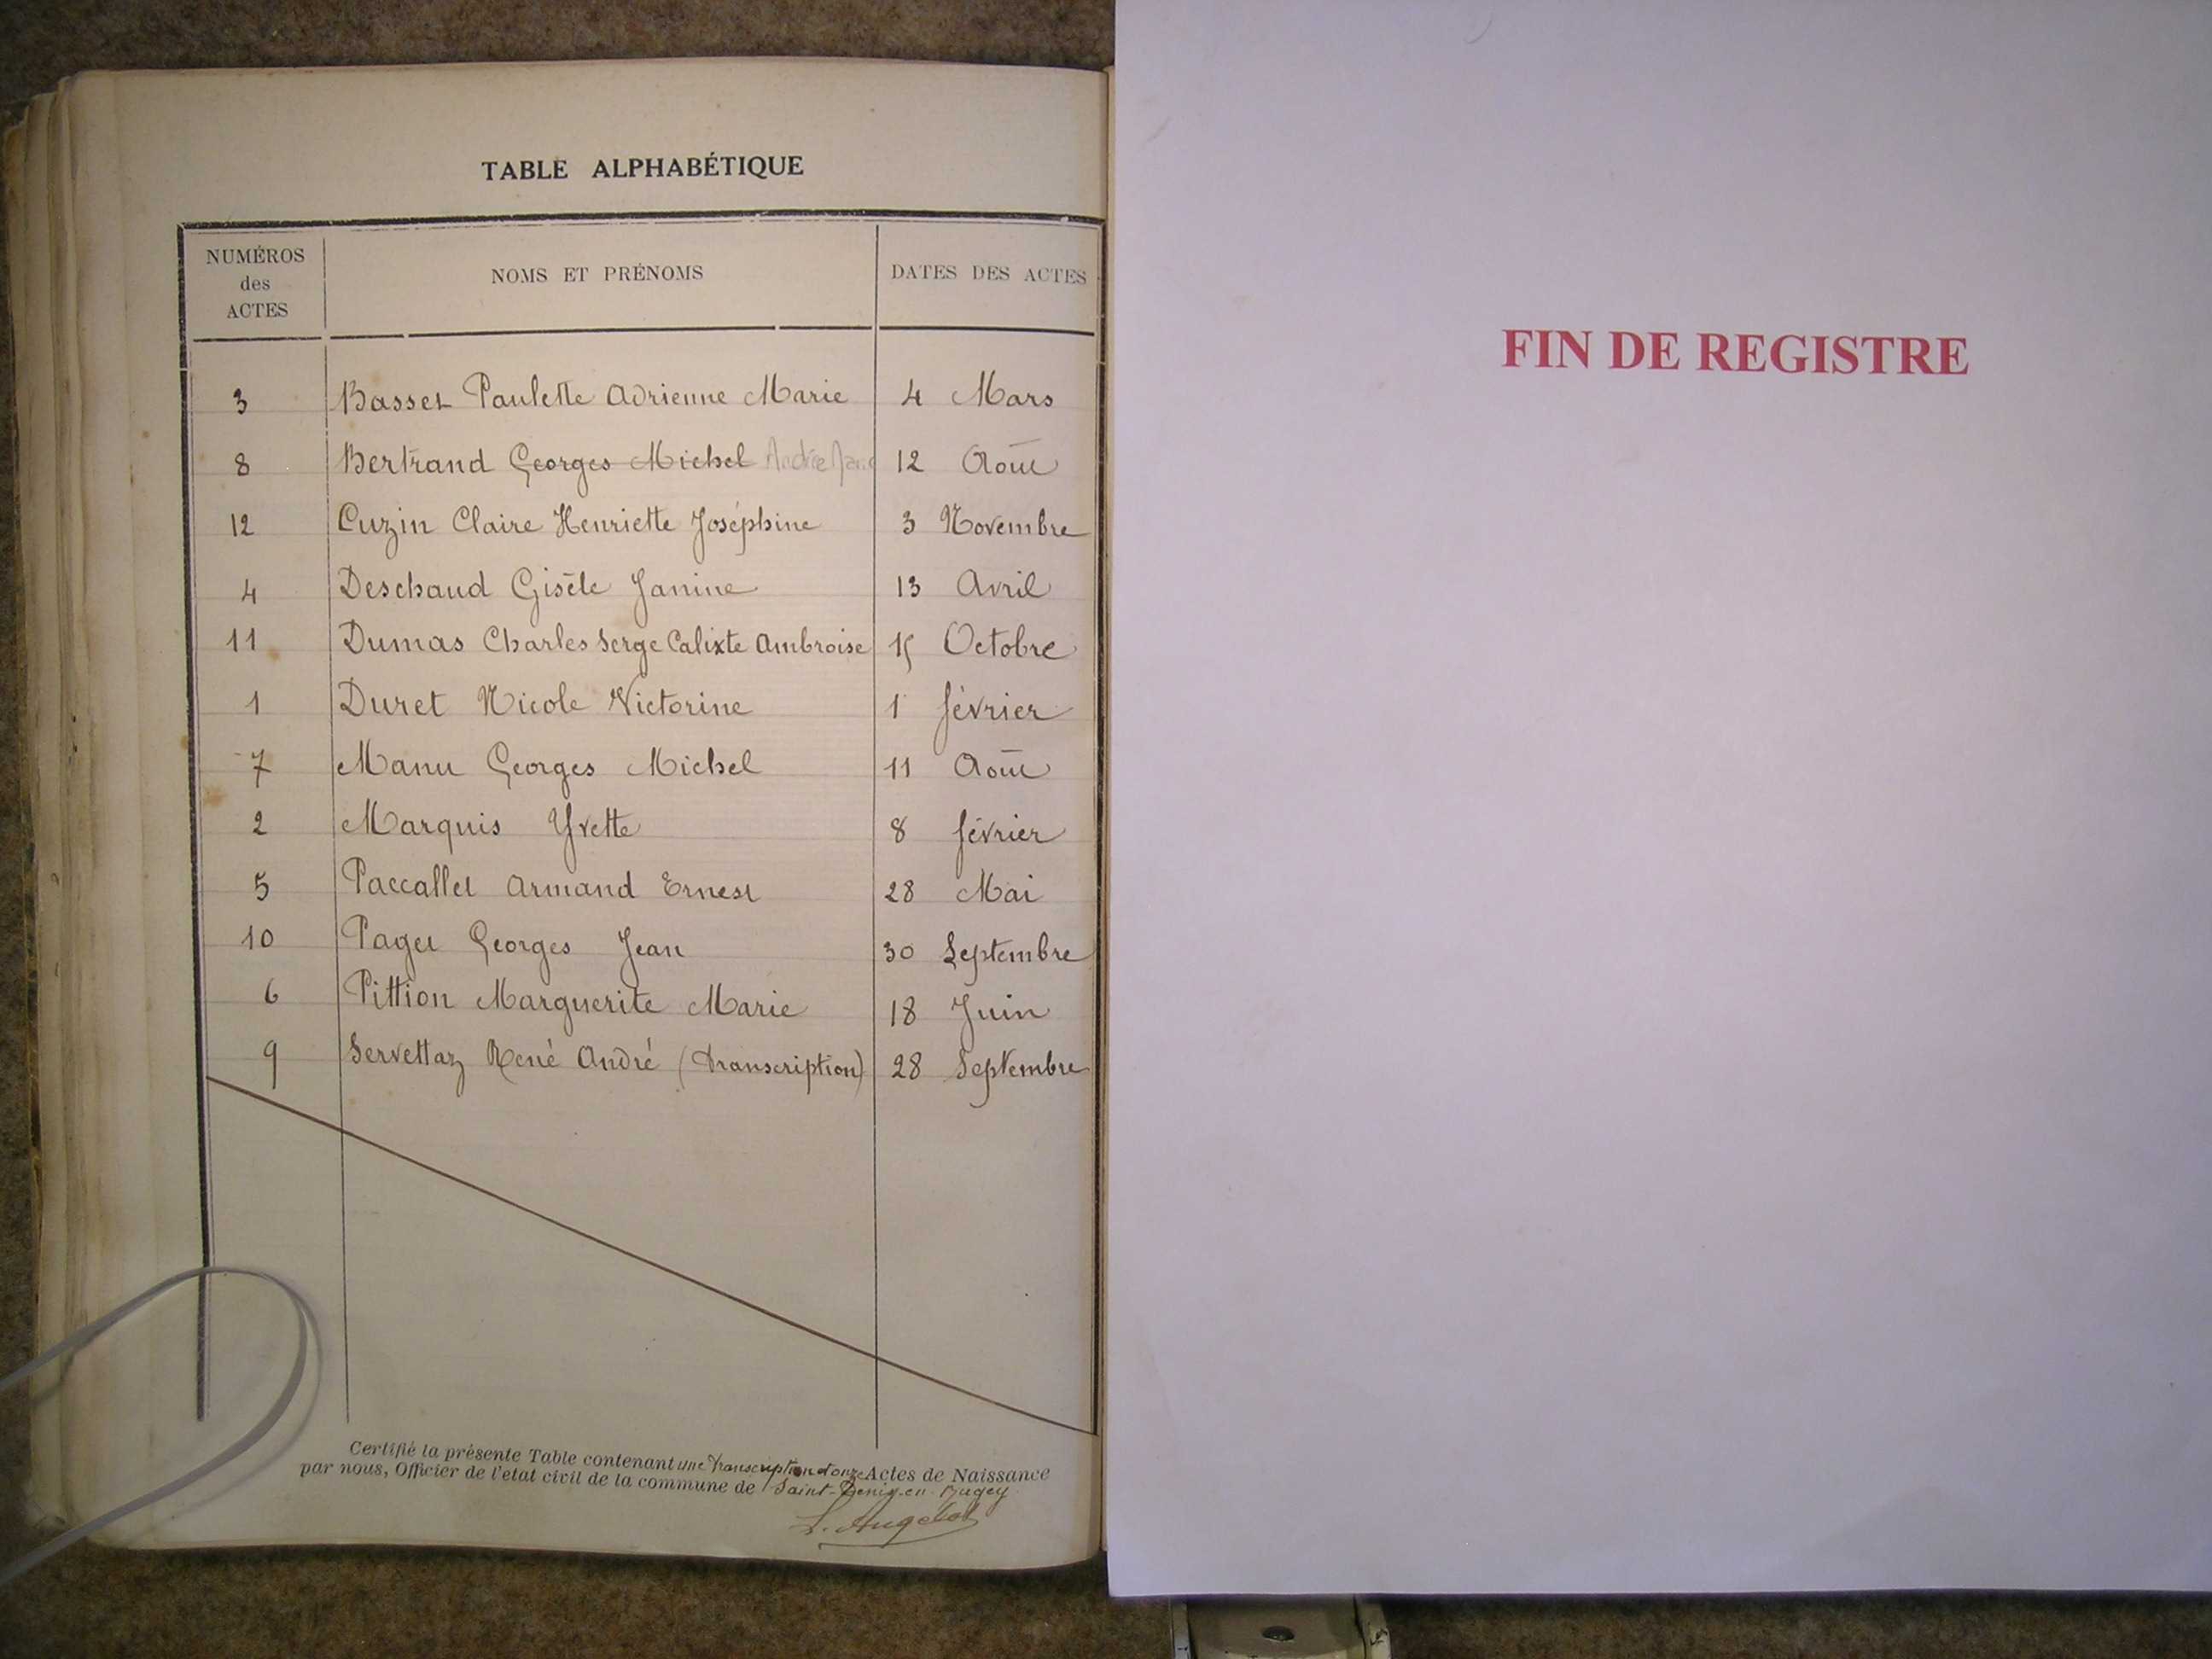 TABLE ALPHABÉTIQUE
NUMÉROS des ACTES NOMS ET PRÉNOMS DATES DES ACTES
3 Basset Paulette Adrienne Marie 4 Mars
8 Bertrand Georges Michel 12 Août
12 Cuzin Claire Henriette Joséphine 3 Novembre
4 Deschaud Gisèle Janine 13 Avril
11 Dumas Charles Serge Calixte Ambroise 15 Octobre
1 Duret Nicole Victorine 1 février
7 Manu Georges Michel 11 Août
2 Marquis Yvette 8 février
5 Paccallet Armand Ernest 28 Mai
10 Paget Georges Jean 30 Septembre
6 Pittion Marguerite Marie 18 Juin
9 Servettaz René André (Transcription) 28 Septembre
Certifié la présente Table contenant une Transcription et onze Actes de Naissance
par nous, Officier de l'état civil de la commune de Saint-Denis-en-Bugey
FIN DE REGISTRE